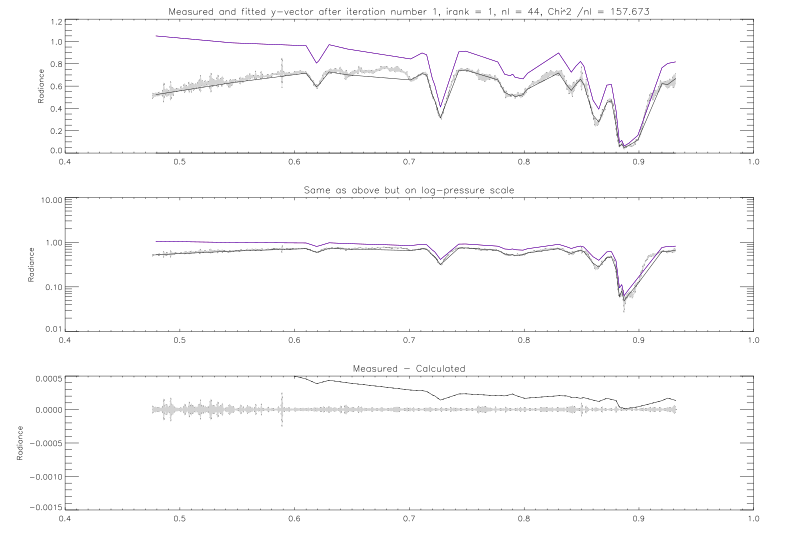 Measured and fitted y-vector after iteration number 1, irank = 1, nl = 44, Chi^2 /nl = 157.673
1.2
1.0
0.8
0.6
0.4
0.2
0.0
Radiance
0.4 0.5 0.6 0.7 0.8 0.9 1.0
Same as above but on log-pressure scale
10.00
1.00
0.10
0.01
Radiance
0.4 0.5 0.6 0.7 0.8 0.9 1.0
Measured - Calculated
0.0005
0.0000
-0.0005
-0.0010
-0.0015
Radiance
0.4 0.5 0.6 0.7 0.8 0.9 1.0